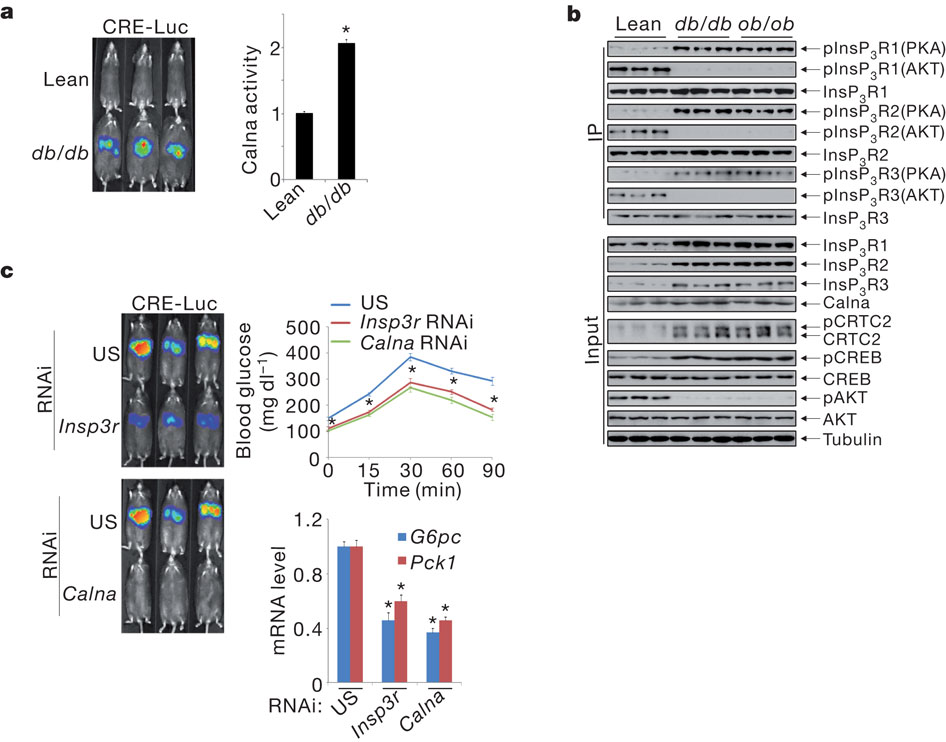 a
CRE-Luc
Lean
db/db
Calna activity
2
1
0
*
Lean
db/db
b
Lean db/db ob/ob
IP
pInsP3R1(PKA)
pInsP3R1(AKT)
InsP3R1
pInsP3R2(PKA)
pInsP3R2(AKT)
InsP3R2
pInsP3R3(PKA)
pInsP3R3(AKT)
InsP3R3
Input
InsP3R1
InsP3R2
InsP3R3
Calna
pCRTC2
CRTC2
pCREB
CREB
pAKT
AKT
Tubulin
c
CRE-Luc
RNAi
US
Insp3r
RNAi
US
Calna
US
Insp3r RNAi
Calna RNAi
Blood glucose
(mg dl–1)
500
400
300
200
100
0
* * * * *
0 15 30 60 90
Time (min)
mRNA level
1.2
0.8
0.4
0
G6pc
Pck1
* * * *
RNAi: US Insp3r Calna